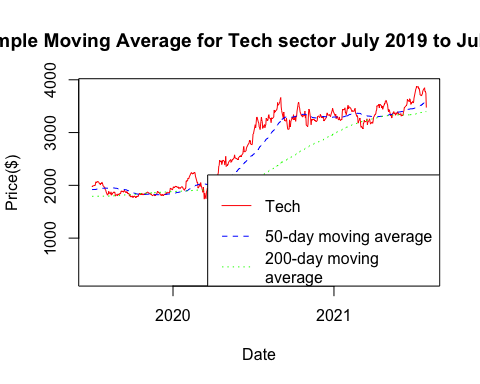 mple Moving Average for Tech sector July 2019 to Jul
4000
3000
2000
1000
Price($)
Tech
50-day moving average
200-day moving
average
2020
2021
Date